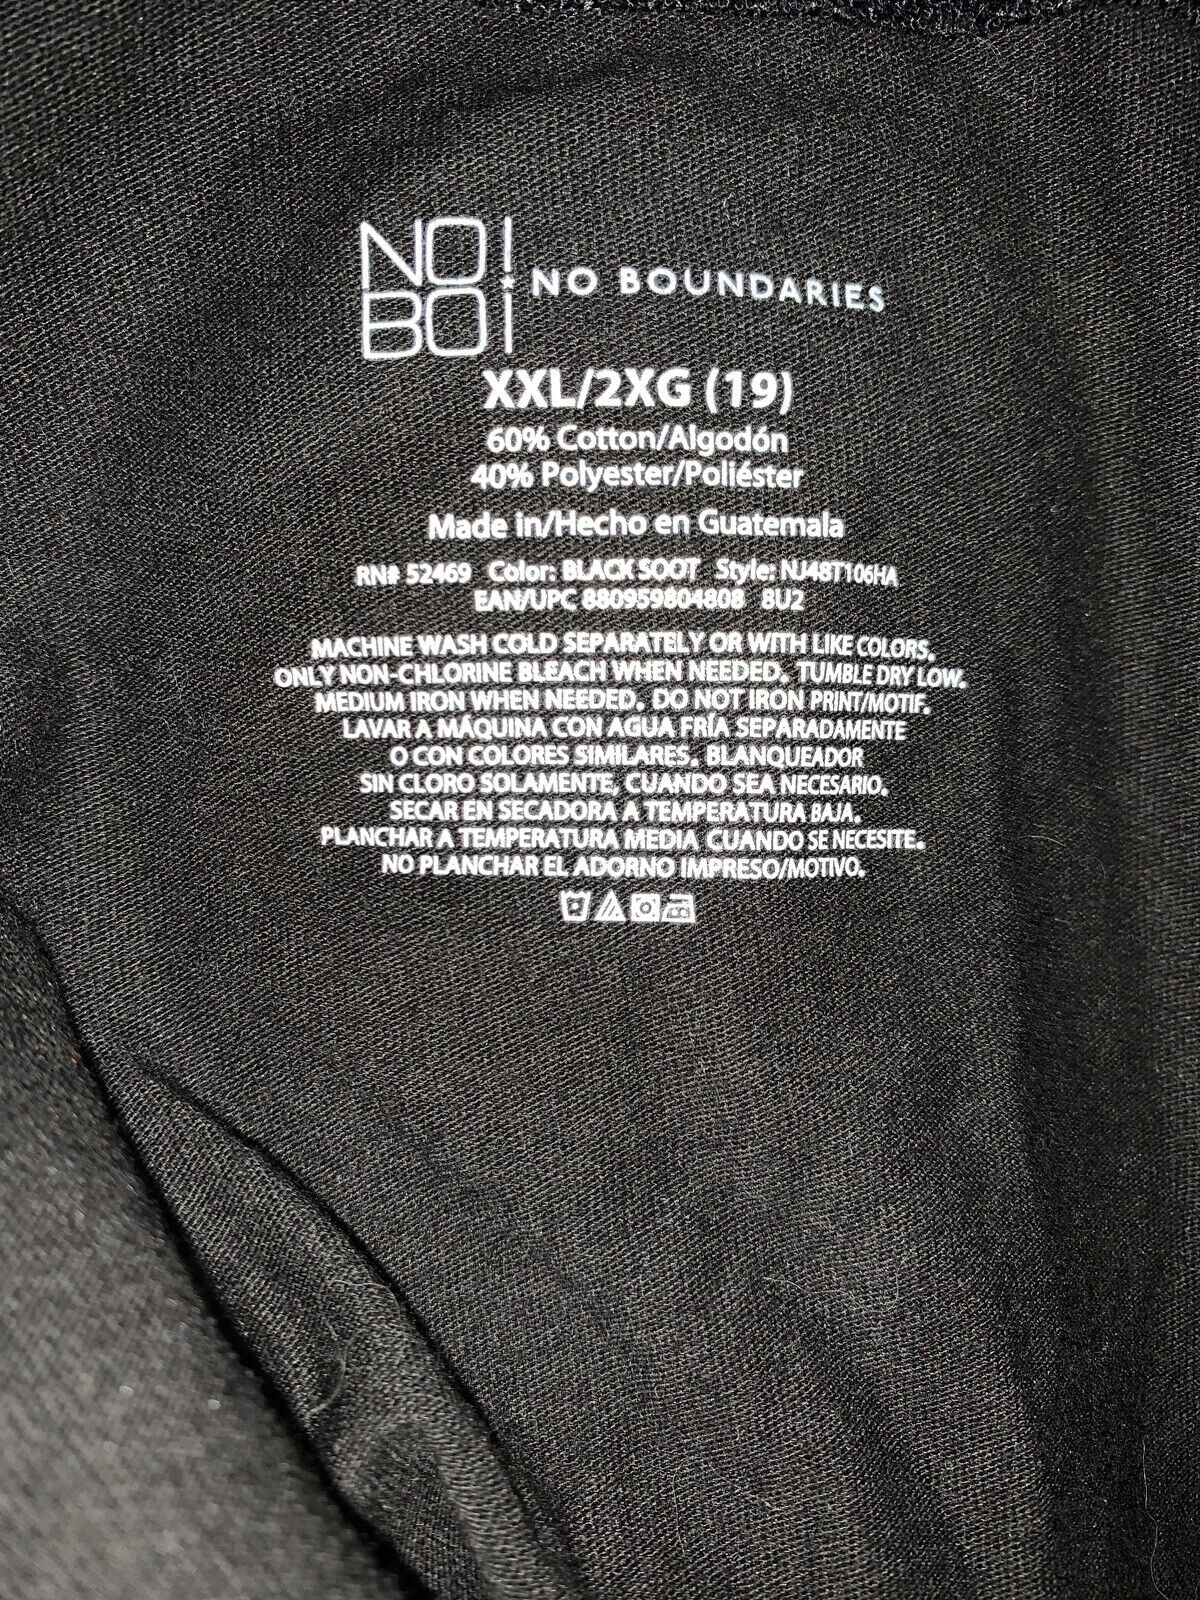 NO
BO
NO BOUNDARIES
XXL/2XG (19)
60% Cotton/Algodón
40% Polyester/Poliéster
Made in/Hecho en Guatemala
RN# 52469 Color: BLACK SOOT Style: NJ48T106HA
EAN/UPC 880959804808 8U2
MACHINE WASH COLD SEPARATELY OR WITH LIKE COLORS.
ONLY NON-CHLORINE BLEACH WHEN NEEDED. TUMBLE DRY LOW.
MEDIUM IRON WHEN NEEDED. DO NOT IRON PRINT/MOTIF.
LAVAR A MÁQUINA CON AGUA FRÍA SEPARADAMENTE
O CON COLORES SIMILARES. BLANQUEADOR
SIN CLORO SOLAMENTE, CUANDO SEA NECESARIO.
SECAR EN SECADORA A TEMPERATURA BAJA.
PLANCHAR A TEMPERATURA MEDIA CUANDO SE NECESITE.
NO PLANCHAR EL ADORNO IMPRESO/MOTIVO.